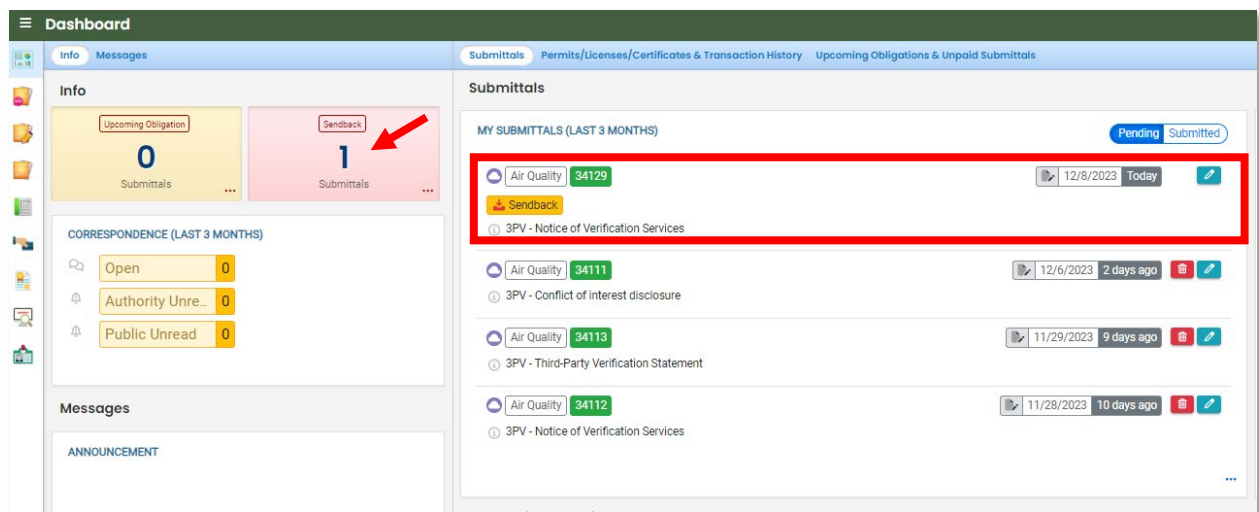 Dashboard
Info Messages
Info
Upcoming Obligation
0
Submittals
Sendback
1
Submittals
CORRESPONDENCE (LAST 3 MONTHS)
Open 0
Authority Unre... 0
Public Unread 0
Messages
ANNOUNCEMENT
Submittals Permits/Licenses/Certificates & Transaction History Upcoming Obligations & Unpaid Submittals
Submittals
MY SUBMITTALS (LAST 3 MONTHS) Pending Submitted
Air Quality 34129 12/8/2023 Today
Sendback
3PV - Notice of Verification Services
Air Quality 34111 12/6/2023 2 days ago
3PV - Conflict of interest disclosure
Air Quality 34113 11/29/2023 9 days ago
3PV - Third-Party Verification Statement
Air Quality 34112 11/28/2023 10 days ago
3PV - Notice of Verification Services